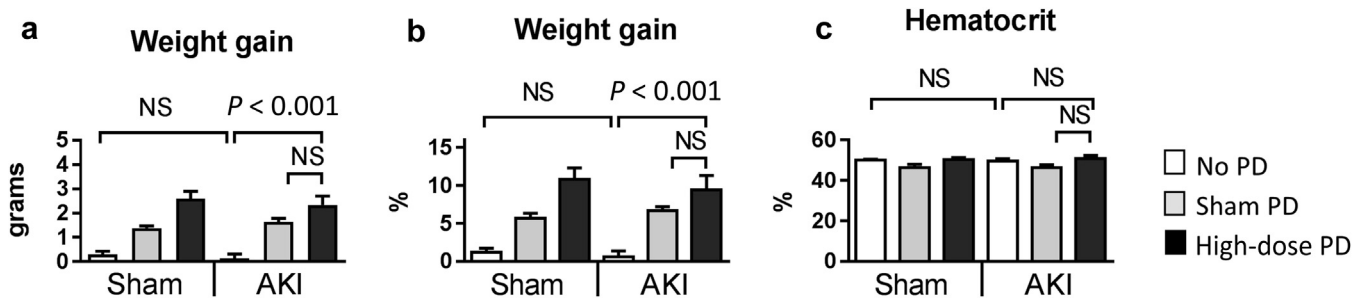 a
Weight gain
NS
P < 0.001
NS
5
4
3
2
1
0
grams
Sham
AKI
b
Weight gain
NS
P < 0.001
NS
15
10
5
0
%
Sham
AKI
c
Hematocrit
NS
NS
NS
60
40
20
0
%
Sham
AKI
No PD
Sham PD
High-dose PD